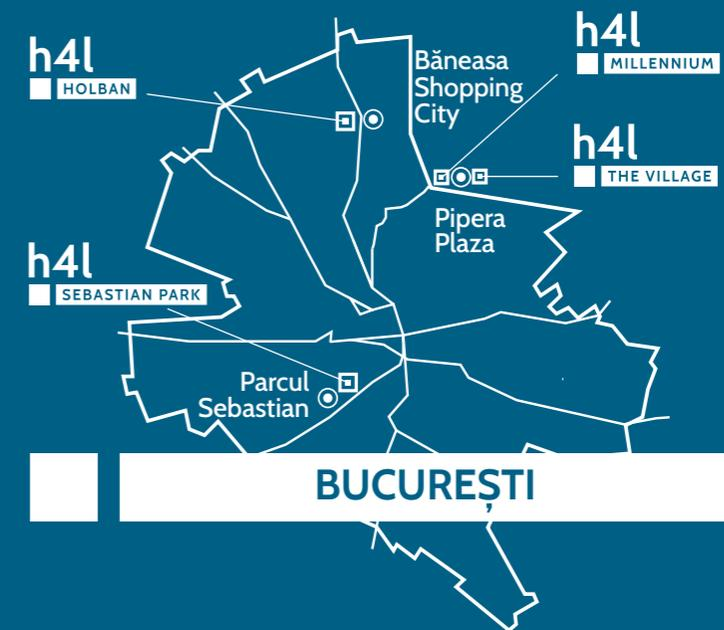 h4l
HOLBAN
Băneasa
Shopping
City
h4l
MILLENNIUM
h4l
THE VILLAGE
Pipera
Plaza
h4l
SEBASTIAN PARK
Parcul
Sebastian
BUCUREȘTI